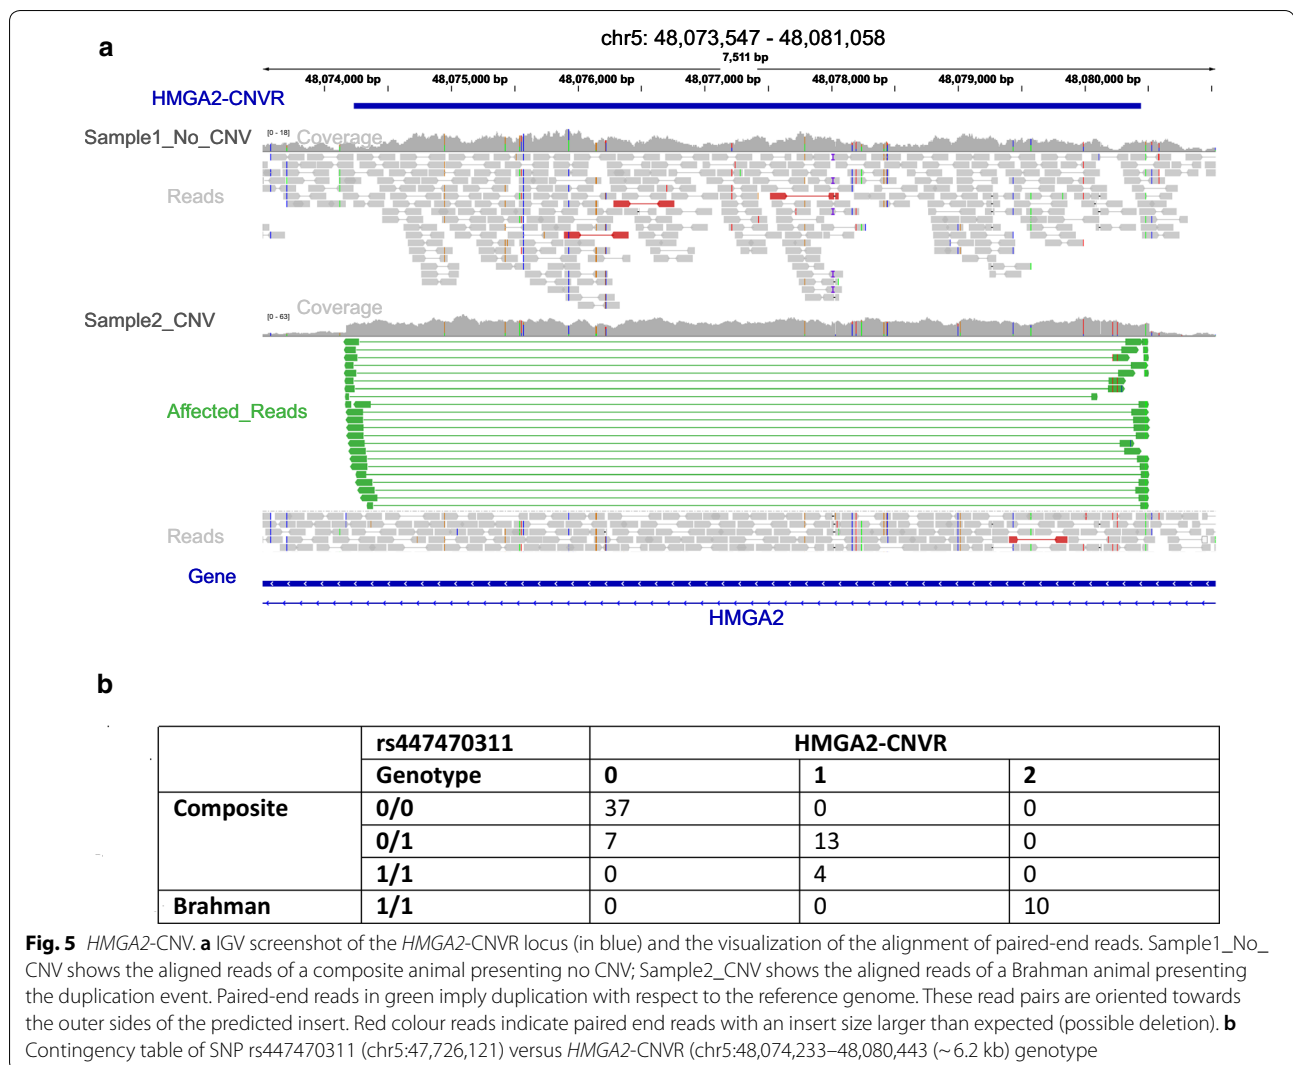 a
chr5: 48,073,547 - 48,081,058
7,511 bp
48,074,000 bp 48,075,000 bp 48,076,000 bp 48,077,000 bp 48,078,000 bp 48,079,000 bp 48,080,000 bp
HMGA2-CNVR
Sample1_No_CNV [0 - 18] Coverage
Reads
Coverage
Sample2_CNV [0 - 63]
Affected_Reads
Reads
Gene
HMGA2
b
rs447470311 HMGA2-CNVR
Genotype 0 1 2
Composite 0/0 37 0 0
0/1 7 13 0
1/1 0 4 0
Brahman 1/1 0 0 10
Fig. 5 HMGA2-CNV. a IGV screenshot of the HMGA2-CNVR locus (in blue) and the visualization of the alignment of paired-end reads. Sample1_No_
CNV shows the aligned reads of a composite animal presenting no CNV; Sample2_CNV shows the aligned reads of a Brahman animal presenting
the duplication event. Paired-end reads in green imply duplication with respect to the reference genome. These read pairs are oriented towards
the outer sides of the predicted insert. Red colour reads indicate paired end reads with an insert size larger than expected (possible deletion). b
Contingency table of SNP rs447470311 (chr5:47,726,121) versus HMGA2-CNVR (chr5:48,074,233–48,080,443 (~6.2 kb) genotype